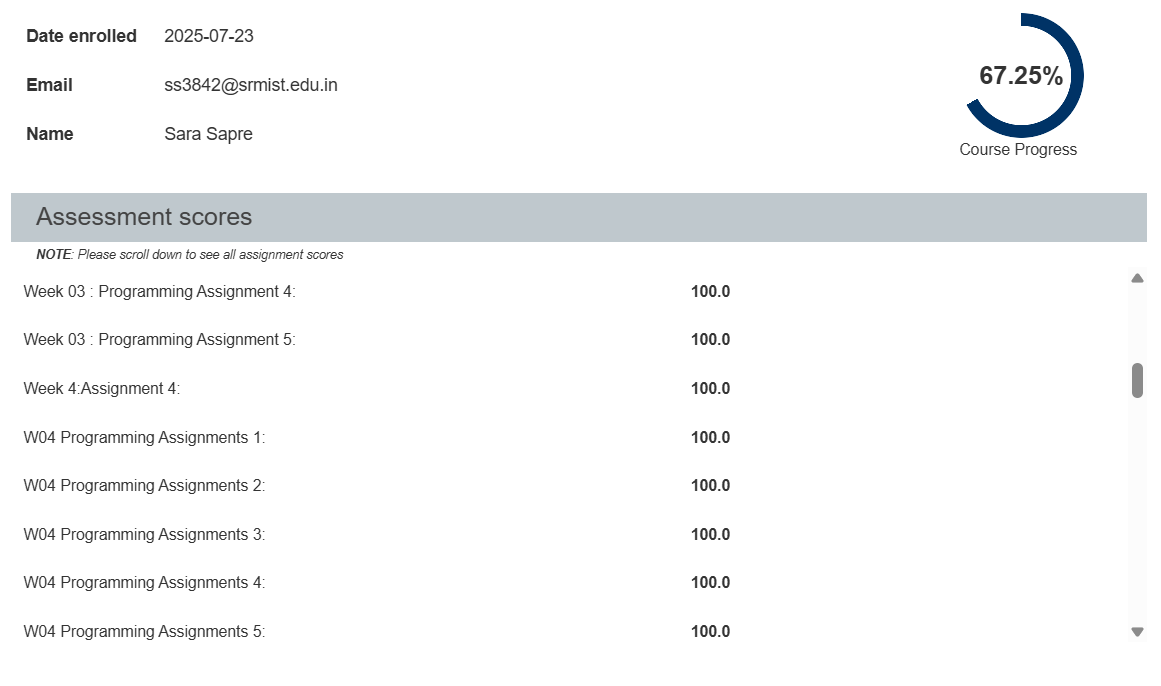 Date enrolled 2025-07-23
Email ss3842@srmist.edu.in
Name Sara Sapre
67.25%
Course Progress
Assessment scores
NOTE: Please scroll down to see all assignment scores
Week 03 : Programming Assignment 4: 100.0
Week 03 : Programming Assignment 5: 100.0
Week 4:Assignment 4: 100.0
W04 Programming Assignments 1: 100.0
W04 Programming Assignments 2: 100.0
W04 Programming Assignments 3: 100.0
W04 Programming Assignments 4: 100.0
W04 Programming Assignments 5: 100.0